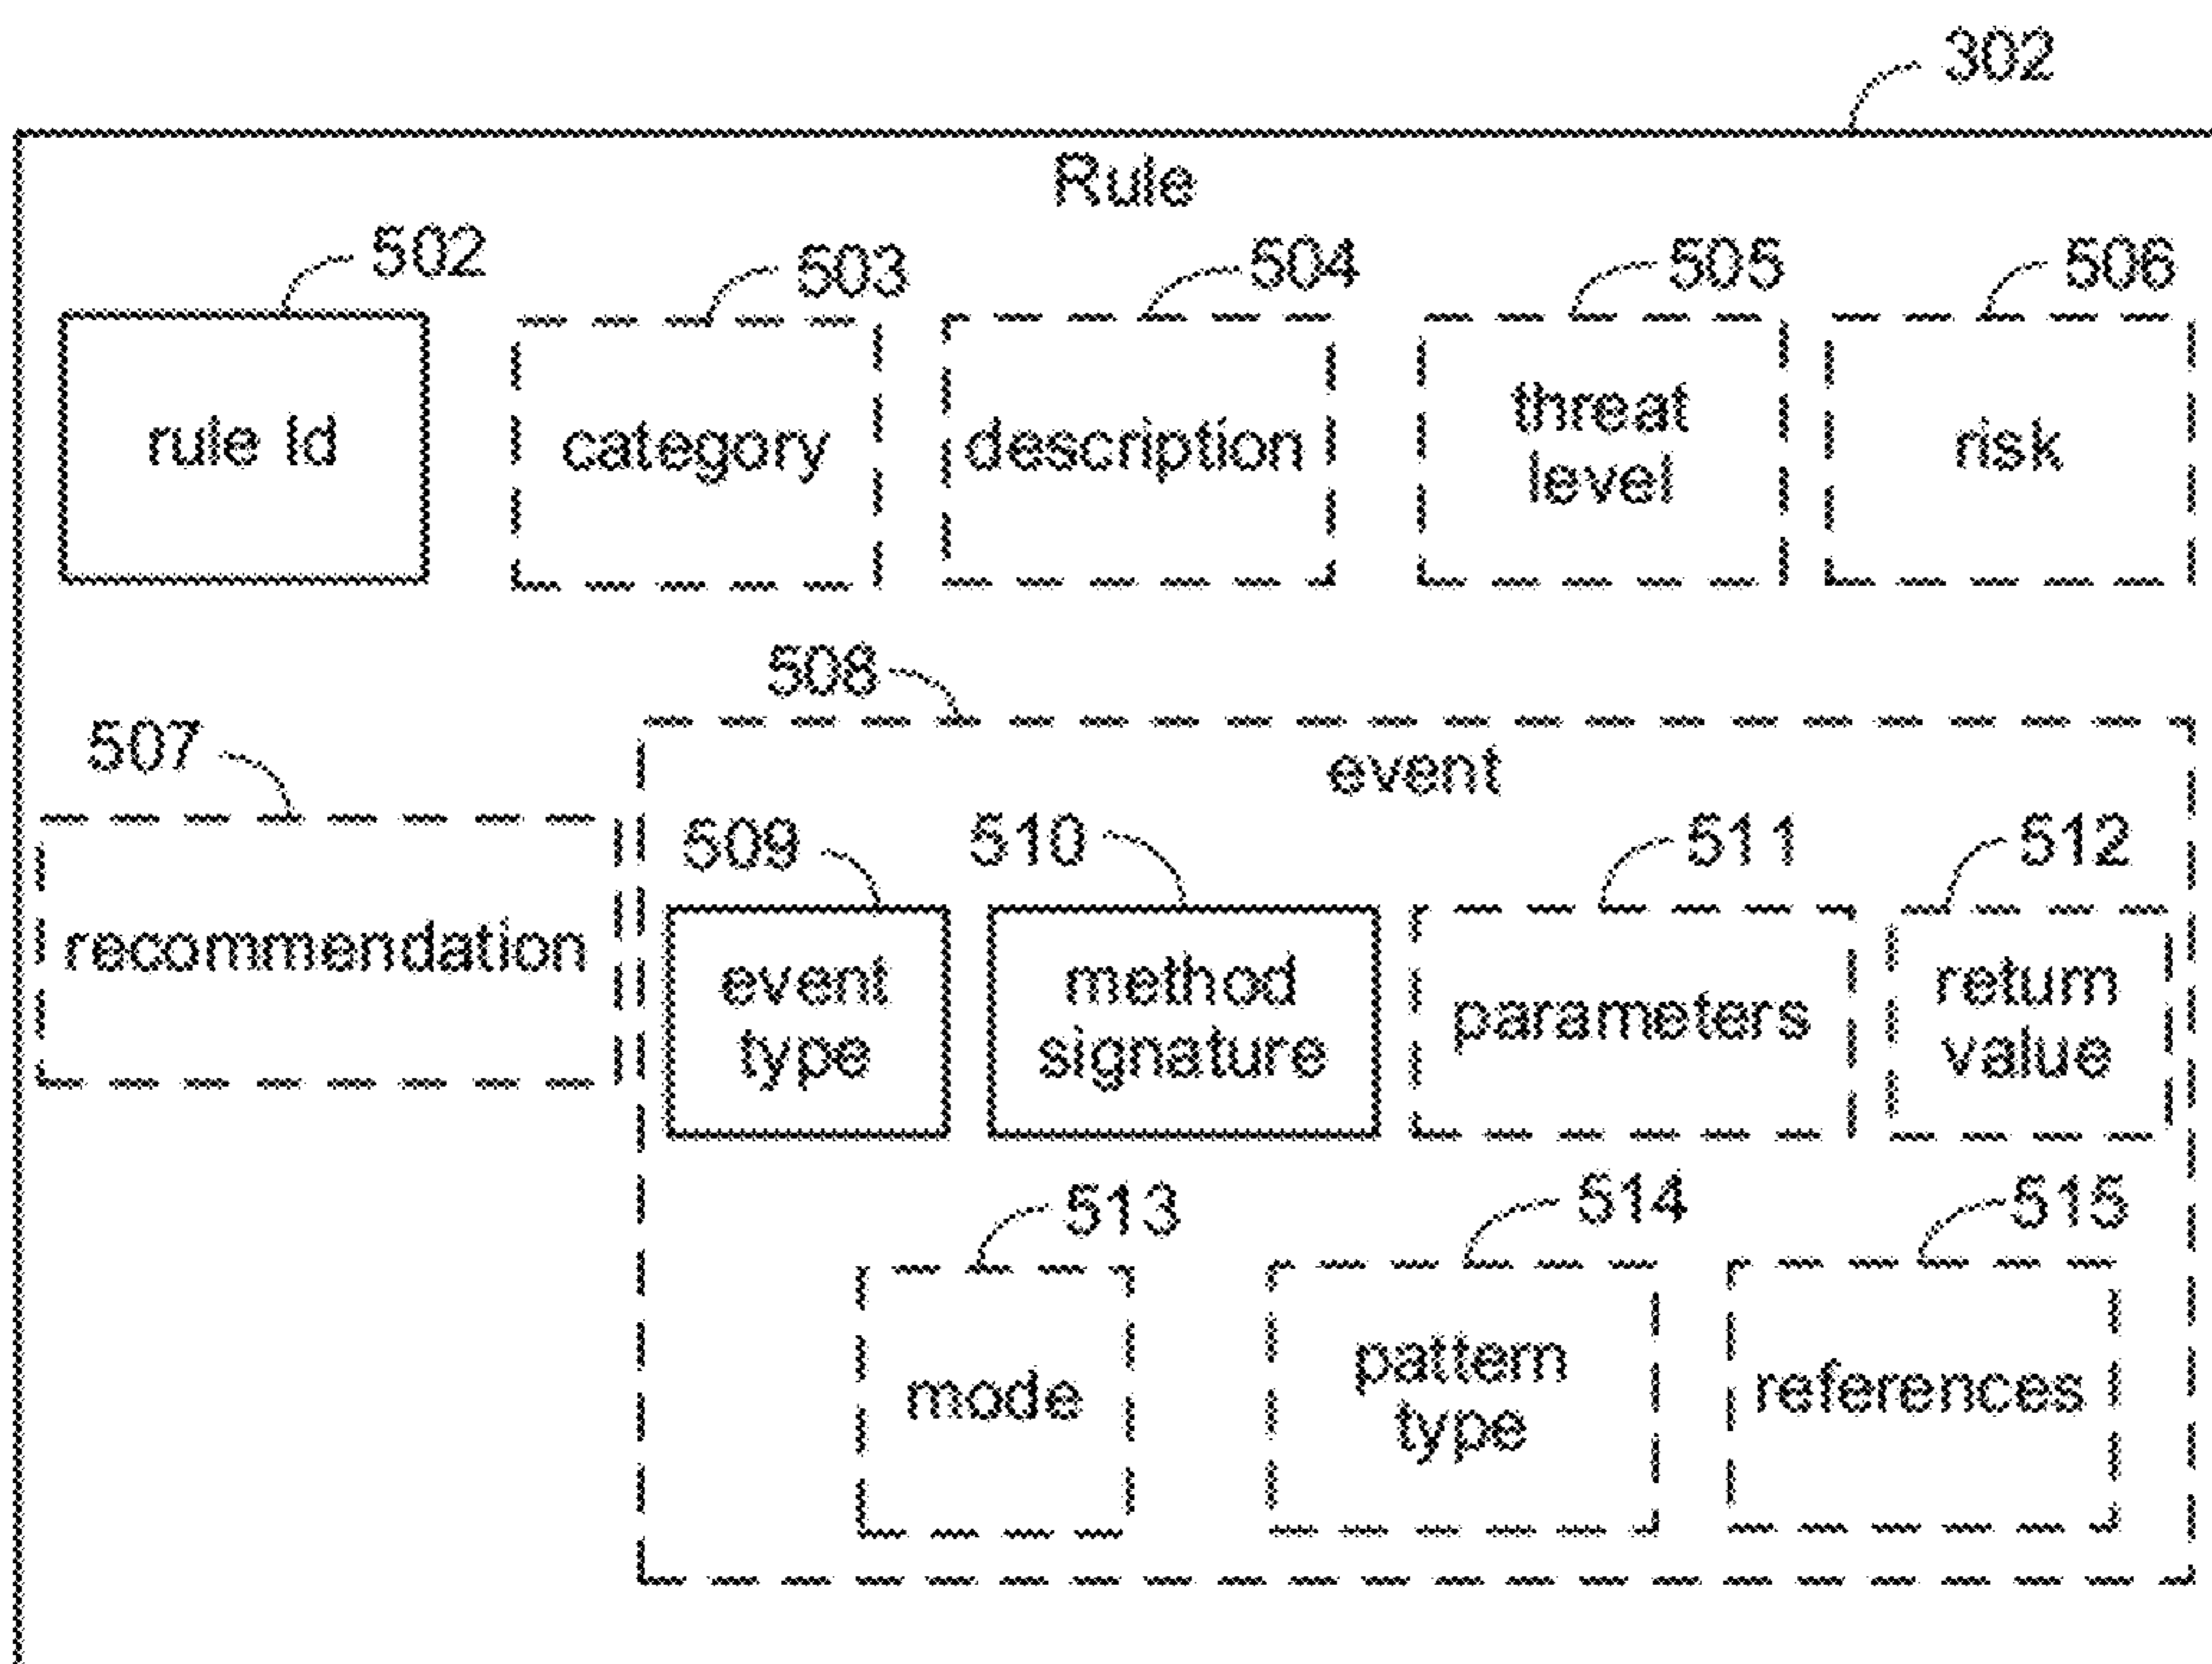 302
Rule
502
503
504
505
506
rule Id
category
description
threat
level
risk
508
507
event
509
510
511
512
recommendation
event
type
method
signature
parameters
return
value
513
514
515
mode
pattern
type
references